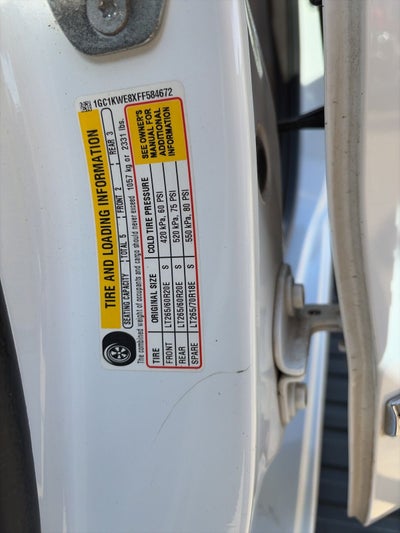 1GC1KWE8XFF584672
TIRE AND LOADING INFORMATION
SEATING CAPACITY TOTAL 5 FRONT 2 REAR 3
The combined weight of occupants and cargo should never exceed 1057 kg or 2331 lbs.
TIRE ORIGINAL SIZE COLD TIRE PRESSURE
FRONT LT265/60R20E S 420 kPa, 60 PSI
REAR LT265/60R20E S 520 kPa, 75 PSI
SPARE LT265/70R18E S 550 kPa, 80 PSI
SEE OWNER'S
MANUAL FOR
ADDITIONAL
INFORMATION